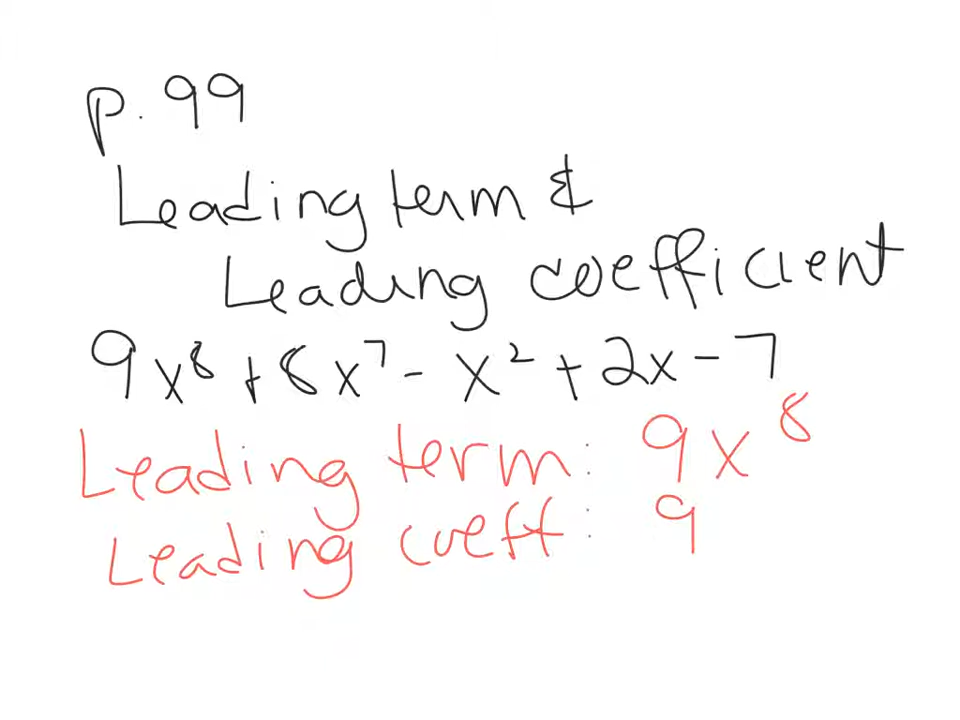 p. 99
Leading term &
Leading coefficient
9x⁸ + 8x⁷ - x² + 2x - 7
Leading term: 9x⁸
Leading coeff: 9